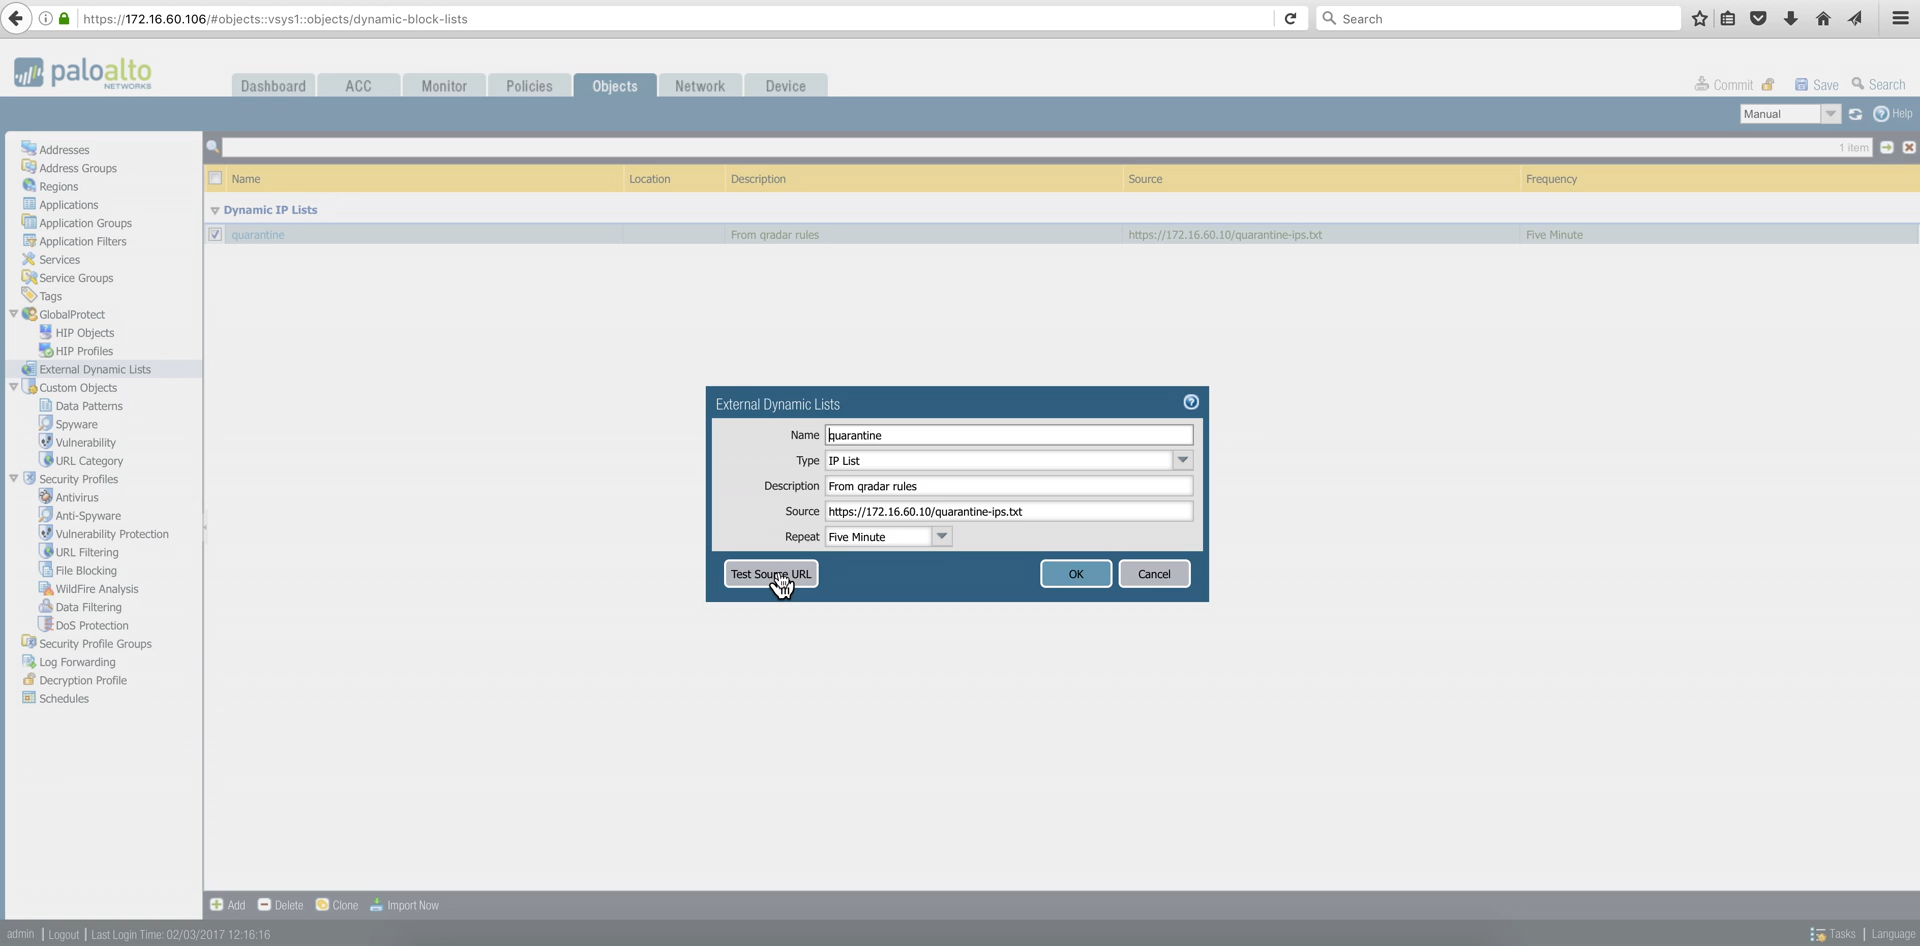 https://172.16.60.106/#objects::vsys1::objects/dynamic-block-lists
Search
paloalto
NETWORKS
Dashboard
ACC
Monitor
Policies
Objects
Network
Device
Commit
Save
Search
Manual
Help
Addresses
Address Groups
Regions
Applications
Application Groups
Application Filters
Services
Service Groups
Tags
GlobalProtect
HIP Objects
HIP Profiles
External Dynamic Lists
Custom Objects
Data Patterns
Spyware
Vulnerability
URL Category
Security Profiles
Antivirus
Anti-Spyware
Vulnerability Protection
URL Filtering
File Blocking
WildFire Analysis
Data Filtering
DoS Protection
Security Profile Groups
Log Forwarding
Decryption Profile
Schedules
1 item
Name Location Description Source Frequency
Dynamic IP Lists
quarantine From qradar rules https://172.16.60.10/quarantine-ips.txt Five Minute
External Dynamic Lists
Name quarantine
Type IP List
Description From qradar rules
Source https://172.16.60.10/quarantine-ips.txt
Repeat Five Minute
Test Source URL
OK
Cancel
Add
Delete
Clone
Import Now
admin | Logout | Last Login Time: 02/03/2017 12:16:16
Tasks | Language